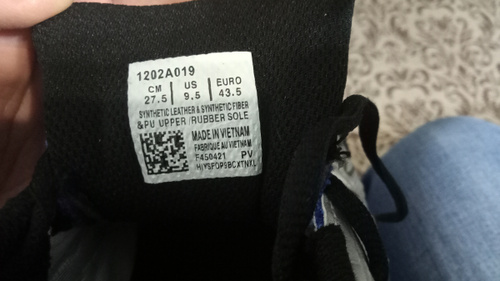 1202A019
CM US EURO
27.5 9.5 43.5
SYNTHETIC LEATHER & SYNTHETIC FIBER
& PU UPPER / RUBBER SOLE
MADE IN VIETNAM
FABRIQUE AU VIETNAM
F450421 PV